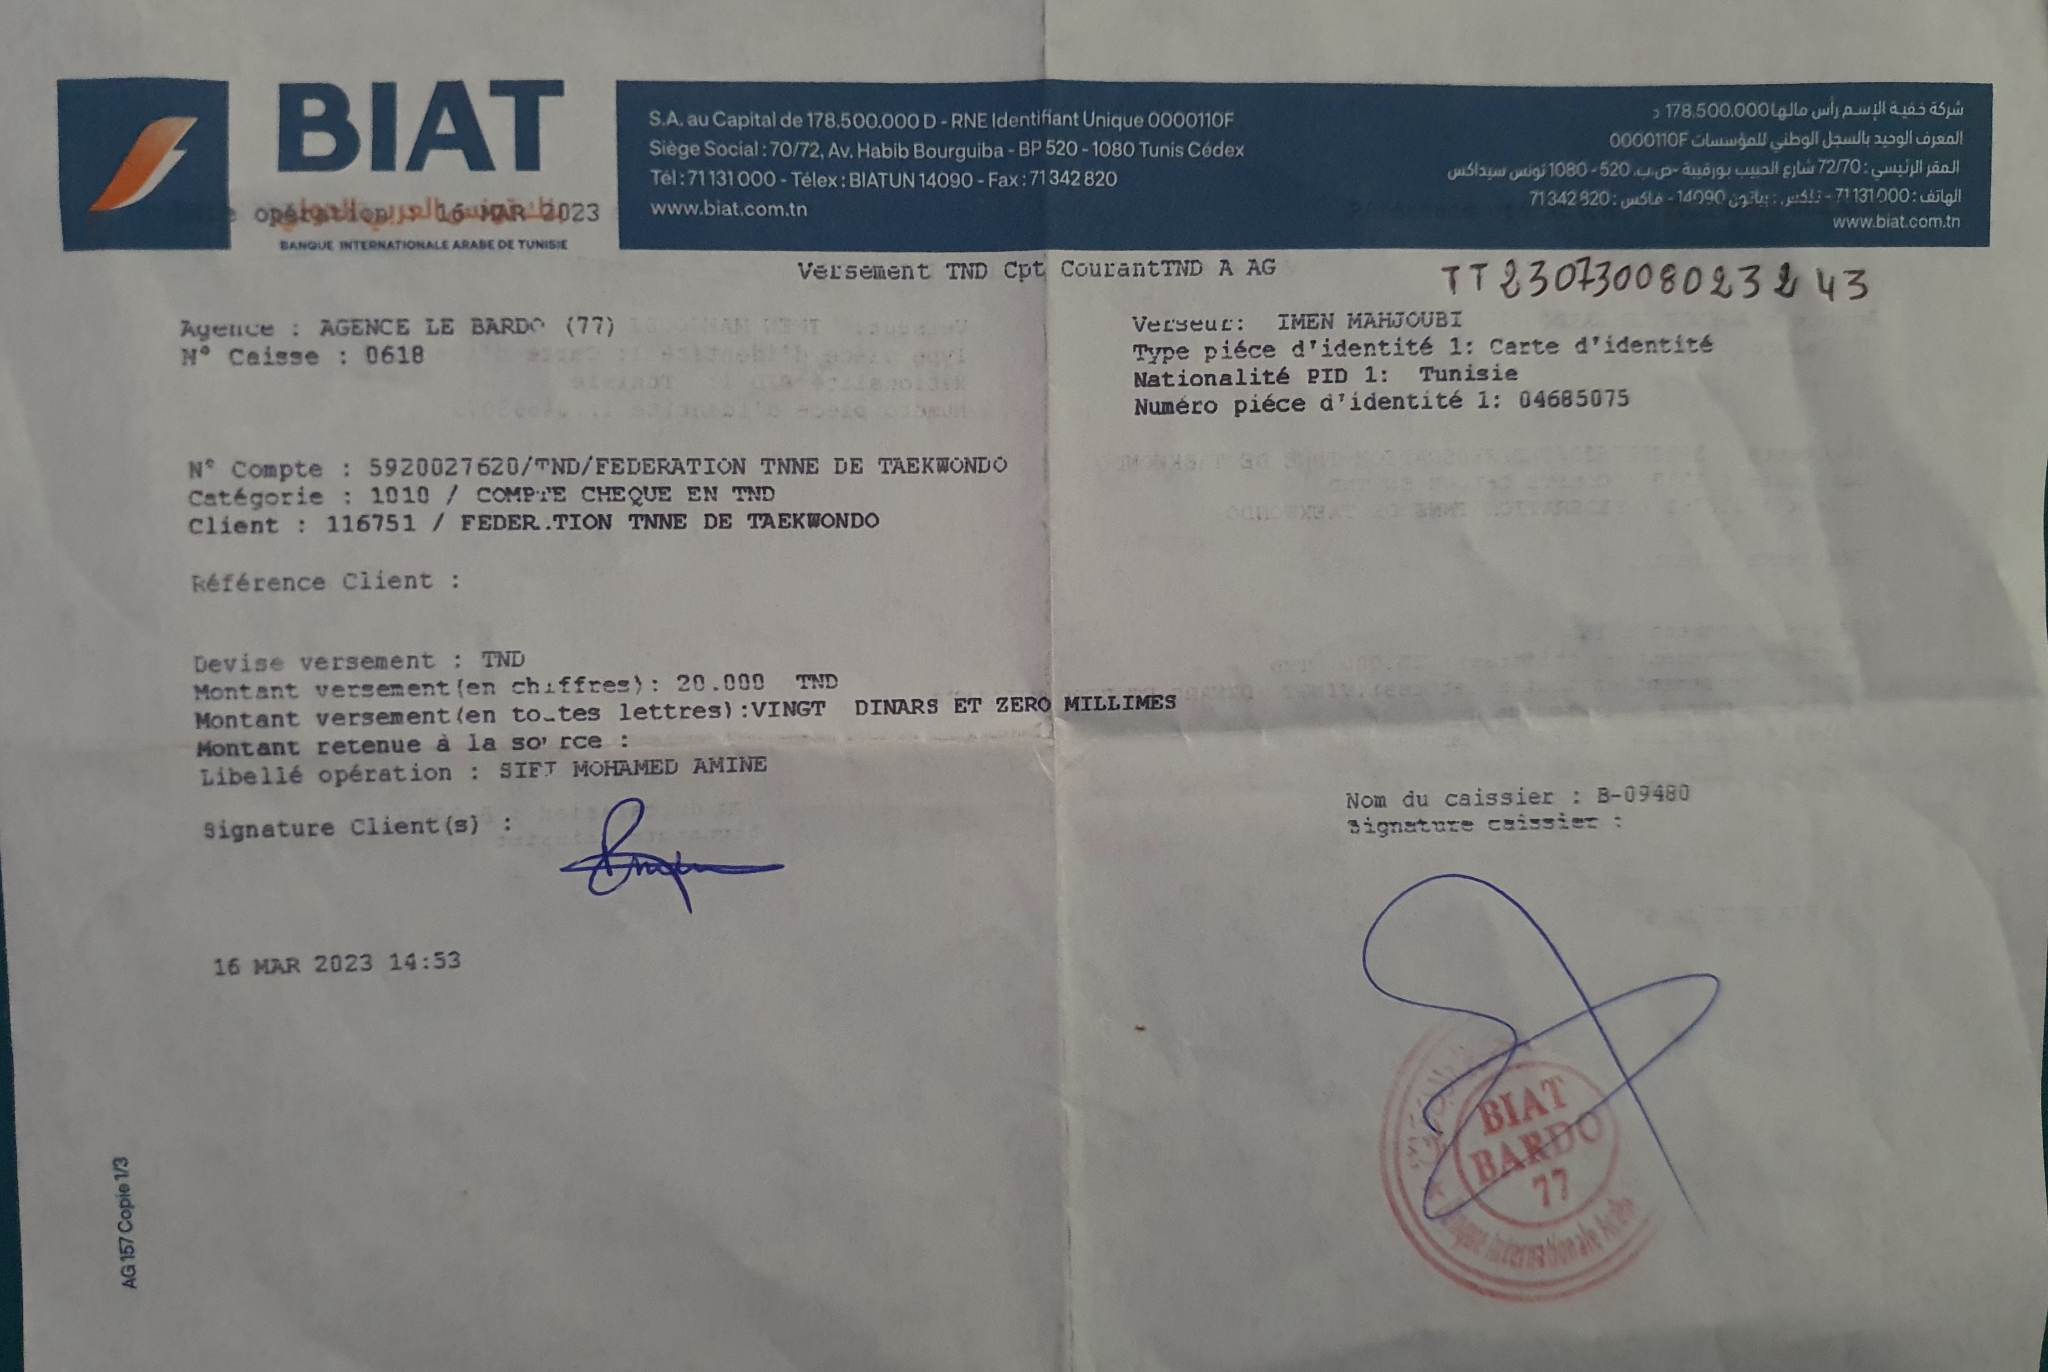 BIAT
opération : 16 MAR 2023
BANQUE INTERNATIONALE ARABE DE TUNISIE
S.A. au Capital de 178.500.000 D - RNE Identifiant Unique 0000110F
Siège Social : 70/72, Av. Habib Bourguiba - BP 520 - 1080 Tunis Cédex
Tél : 71 131 000 - Télex : BIATUN 14090 - Fax : 71 342 820
www.biat.com.tn
شركة خفية الإسم رأس مالها 178.500.000 د
المعرف الوحيد بالسجل الوطني للمؤسسات 0000110F
المقر الرئيسي : 72/70 شارع الحبيب بورقيبة -ص.ب. 520 - 1080 تونس سيداكس
الهاتف : 71 131 000 - تلكس : بياتون 14090 - فاكس : 71 342 820
www.biat.com.tn
Versement TND Cpt CourantTND A AG
TT23073008023243
Agence : AGENCE LE BARDO (77)
N° Caisse : 0618
Verseur: IMEN MAHJOUBI
Type piéce d'identité 1: Carte d'identité
Nationalité PID 1: Tunisie
Numéro piéce d'identité 1: 04685075
N° Compte : 5920027620/TND/FEDERATION TNNE DE TAEKWONDO
Catégorie : 1010 / COMPTE CHEQUE EN TND
Client : 116751 / FEDER.TION TNNE DE TAEKWONDO
Référence Client :
Devise versement : TND
Montant versement(en chiffres): 20.000 TND
Montant versement(en toutes lettres):VINGT DINARS ET ZERO MILLIMES
Montant retenue à la source :
Libellé opération : SIFI MOHAMED AMINE
Signature Client(s) :
Nom du caissier : B-09480
Signature caissier :
16 MAR 2023 14:53
BIAT
BARDO
77
Internationale Arabe
AG 157 Copie 1/3